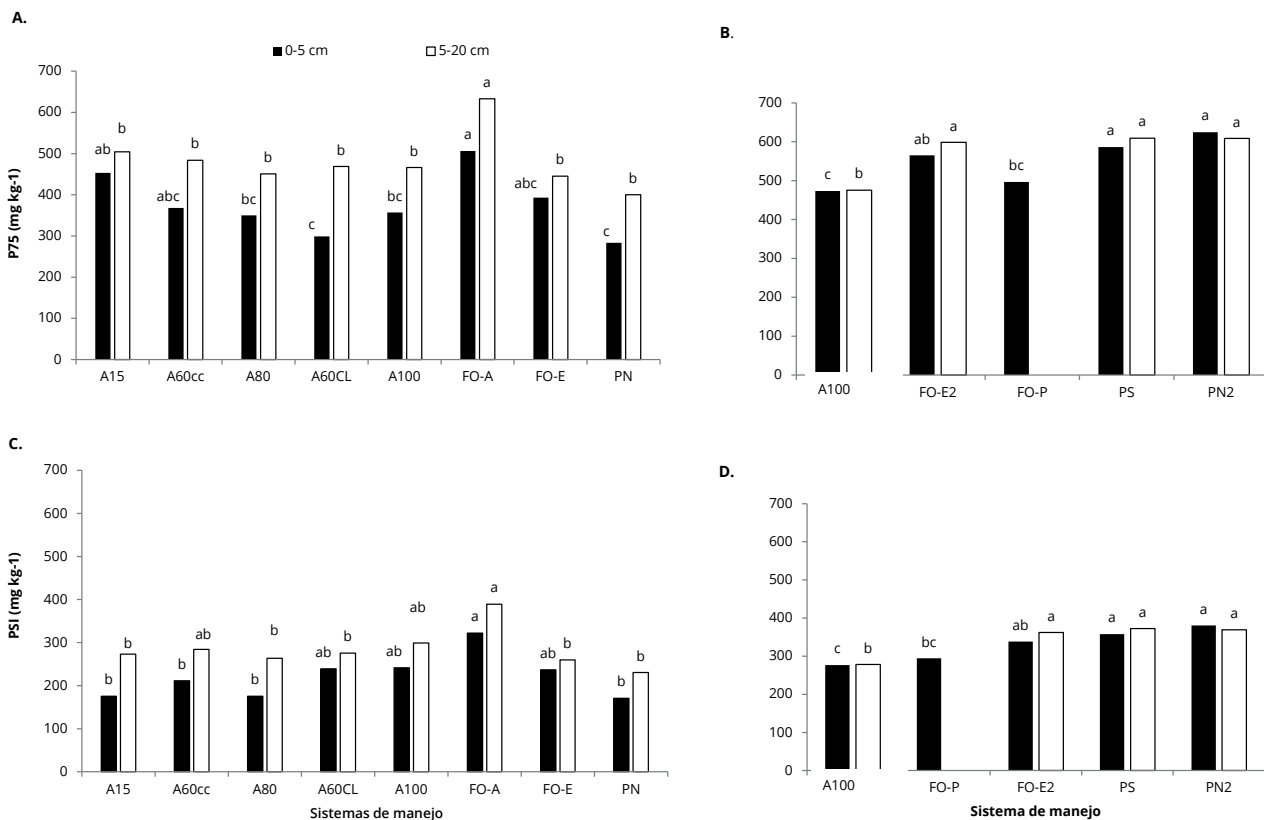 A.
0-5 cm 5-20 cm
P75 (mg kg-1)
700
600
500
400
300
200
100
0
ab b
abc b
bc b
c b
bc b
a a
abc b
c b
A15 A60cc A80 A60CL A100 FO-A FO-E PN
B.
700
600
500
400
300
200
100
0
c b
ab a
bc
a a
a a
A100 FO-E2 FO-P PS PN2
C.
PSI (mg kg-1)
700
600
500
400
300
200
100
0
b b
b ab
b b
ab b
ab ab
a a
ab b
b b
A15 A60cc A80 A60CL A100 FO-A FO-E PN
Sistemas de manejo
D.
700
600
500
400
300
200
100
0
c b
bc
ab a
a a
a a
A100 FO-P FO-E2 PS PN2
Sistema de manejo